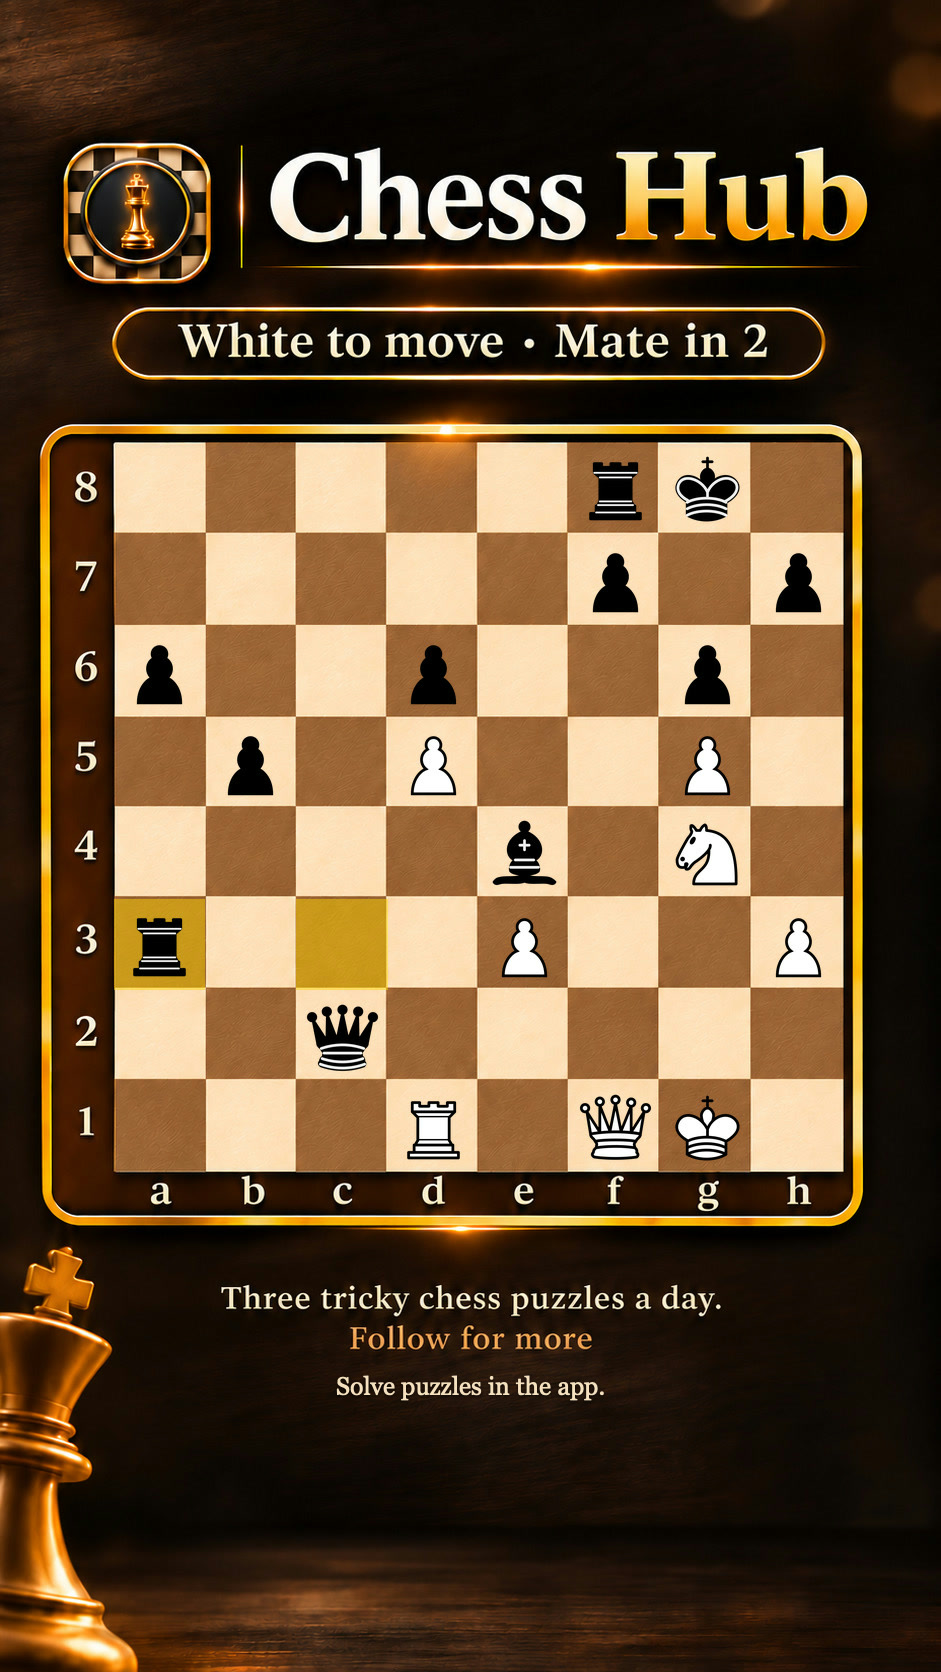 Chess Hub
White to move · Mate in 2
8
7
6
5
4
3
2
1
a b c d e f g h
Three tricky chess puzzles a day.
Follow for more
Solve puzzles in the app.